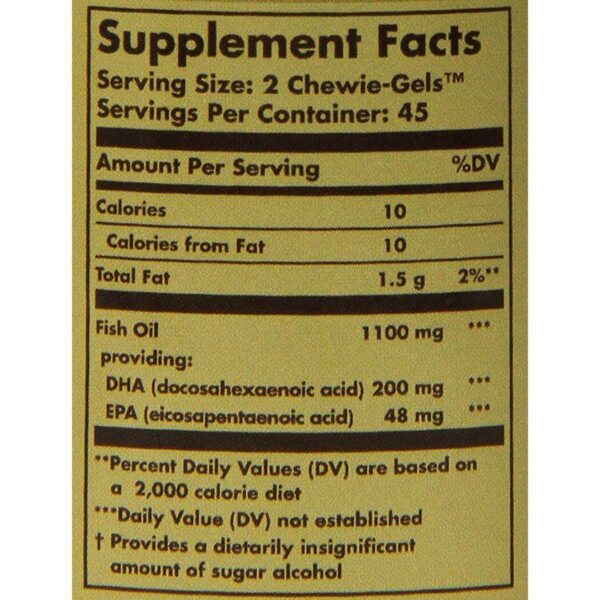 Supplement Facts
Serving Size: 2 Chewie-Gels™
Servings Per Container: 45
Amount Per Serving %DV
Calories 10
Calories from Fat 10
Total Fat 1.5 g 2%**
Fish Oil 1100 mg ***
providing:
DHA (docosahexaenoic acid) 200 mg ***
EPA (eicosapentaenoic acid) 48 mg ***
**Percent Daily Values (DV) are based on
a 2,000 calorie diet
***Daily Value (DV) not established
† Provides a dietarily insignificant
amount of sugar alcohol